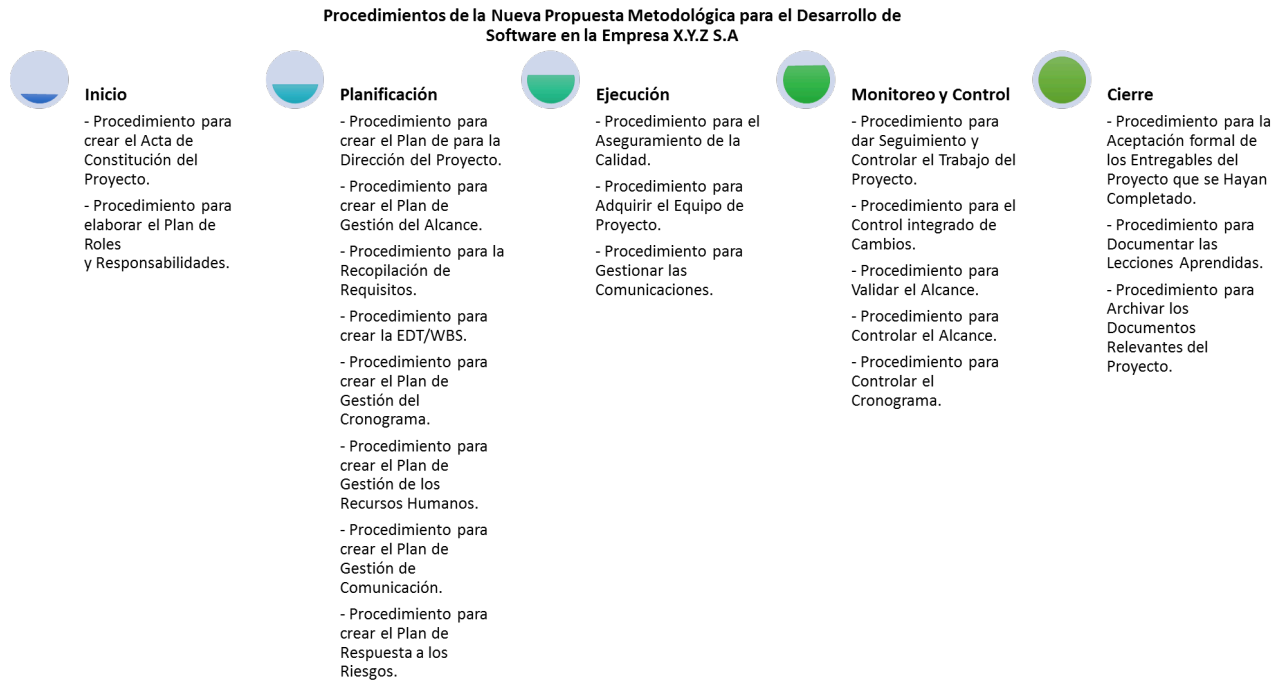 Procedimientos de la Nueva Propuesta Metodológica para el Desarrollo de
Software en la Empresa X.Y.Z S.A
Inicio
- Procedimiento para
crear el Acta de
Constitución del
Proyecto.
- Procedimiento para
elaborar el Plan de
Roles
y Responsabilidades.
Planificación
- Procedimiento para
crear el Plan de para la
Dirección del Proyecto.
- Procedimiento para
crear el Plan de
Gestión del Alcance.
- Procedimiento para la
Recopilación de
Requisitos.
- Procedimiento para
crear la EDT/WBS.
- Procedimiento para
crear el Plan de
Gestión del
Cronograma.
- Procedimiento para
crear el Plan de
Gestión de los
Recursos Humanos.
- Procedimiento para
crear el Plan de
Gestión de
Comunicación.
- Procedimiento para
crear el Plan de
Respuesta a los
Riesgos.
Ejecución
- Procedimiento para el
Aseguramiento de la
Calidad.
- Procedimiento para
Adquirir el Equipo de
Proyecto.
- Procedimiento para
Gestionar las
Comunicaciones.
Monitoreo y Control
- Procedimiento para
dar Seguimiento y
Controlar el Trabajo del
Proyecto.
- Procedimiento para el
Control integrado de
Cambios.
- Procedimiento para
Validar el Alcance.
- Procedimiento para
Controlar el Alcance.
- Procedimiento para
Controlar el
Cronograma.
Cierre
- Procedimiento para la
Aceptación formal de
los Entregables del
Proyecto que se Hayan
Completado.
- Procedimiento para
Documentar las
Lecciones Aprendidas.
- Procedimiento para
Archivar los
Documentos
Relevantes del
Proyecto.